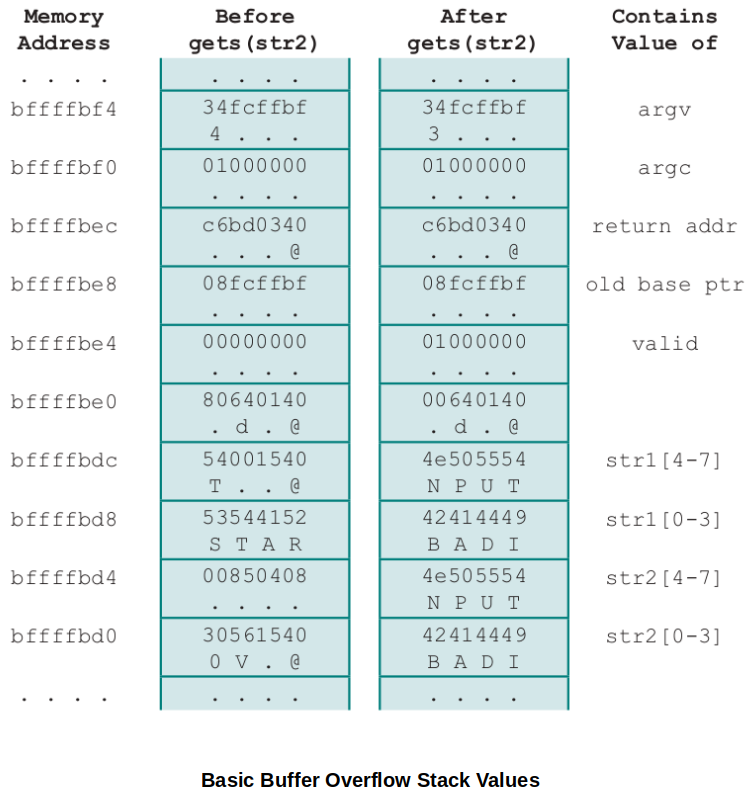 Memory Before After Contains
Address gets(str2) gets(str2) Value of
. . . . . . . . . . . .
bffffbf4 34fcffbf 34fcffbf argv
4 . . . 3 . . .
bffffbf0 01000000 01000000 argc
. . . . . . . .
bffffbec c6bd0340 c6bd0340 return addr
. . . @ . . . @
bffffbe8 08fcffbf 08fcffbf old base ptr
. . . . . . . .
bffffbe4 00000000 01000000 valid
. . . . . . . .
bffffbe0 80640140 00640140
. d . @ . d . @
bffffbdc 54001540 4e505554 str1[4-7]
T . . @ N P U T
bffffbd8 53544152 42414449 str1[0-3]
S T A R B A D I
bffffbd4 00850408 4e505554 str2[4-7]
. . . . N P U T
bffffbd0 30561540 42414449 str2[0-3]
0 V . @ B A D I
. . . . . . . . . . . .
Basic Buffer Overflow Stack Values